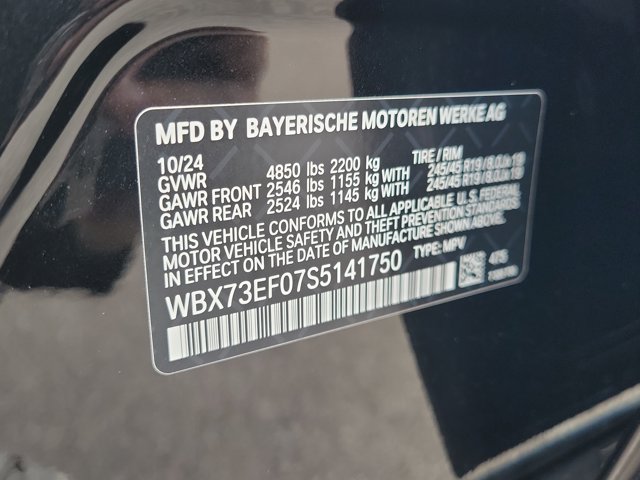 MFD BY BAYERISCHE MOTOREN WERKE AG
10/24 TIRE / RIM
GVWR 4850 lbs 2200 kg
GAWR FRONT 2546 lbs 1155 kg WITH 245/45 R19 / 8.0Jx19
GAWR REAR 2524 lbs 1145 kg WITH 245/45 R19 / 8.0Jx19
THIS VEHICLE CONFORMS TO ALL APPLICABLE U.S. FEDERAL
MOTOR VEHICLE SAFETY AND THEFT PREVENTION STANDARDS
IN EFFECT ON THE DATE OF MANUFACTURE SHOWN ABOVE.
WBX73EF07S5141750 TYPE: MPV
475